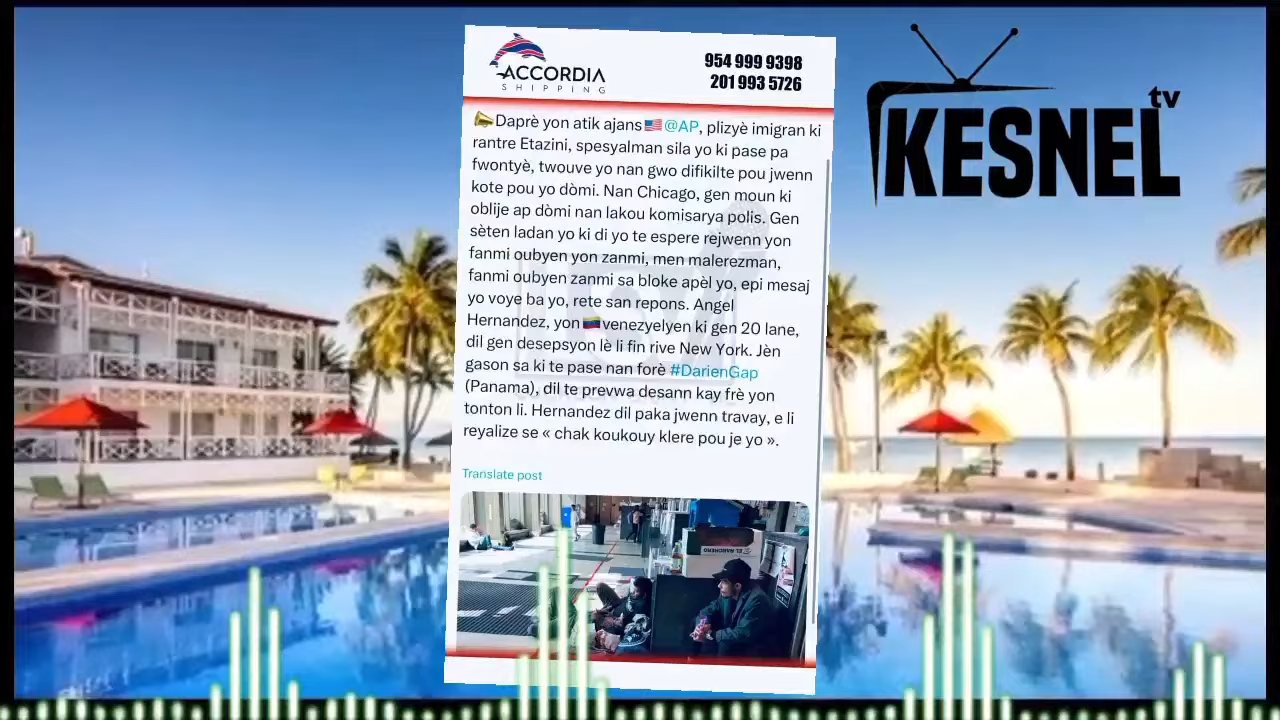 ACCORDIA
SHIPPING
954 999 9398
201 993 5726
tv
KESNEL
Daprè yon atik ajans🇺🇸@AP, plizyè imigran ki
rantre Etazini, spesyalman sila yo ki pase pa
fwontyè, twouve yo nan gwo difikilte pou jwenn
kote pou yo dòmi. Nan Chicago, gen moun ki
oblije ap dòmi nan lakou komisarya polis. Gen
sèten ladan yo ki di yo te espere rejwenn yon
fanmi oubyen yon zanmi, men malerezman,
fanmi oubyen zanmi sa bloke apèl yo, epi mesaj
yo voye ba yo, rete san repons. Angel
Hernandez, yon 🇻🇪venezyelyen ki gen 20 lane,
dil gen desepsyon lè li fin rive New York. Jèn
gason sa ki te pase nan forè #DarienGap
(Panama), dil te prevwa desann kay frè yon
tonton li. Hernandez dil paka jwenn travay, e li
reyalize se « chak koukouy klere pou je yo ».
Translate post